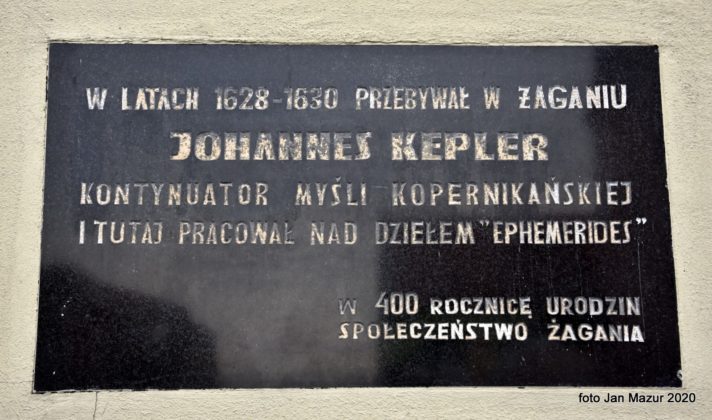 W LATACH 1628-1630 PRZEBYWAŁ W ŻAGANIU
JOHANNES KEPLER
KONTYNUATOR MYŚLI KOPERNIKAŃSKIEJ
I TUTAJ PRACOWAŁ NAD DZIEŁEM "EPHEMERIDES"
W 400 ROCZNICĘ URODZIN
SPOŁECZEŃSTWO ŻAGANIA
foto Jan Mazur 2020